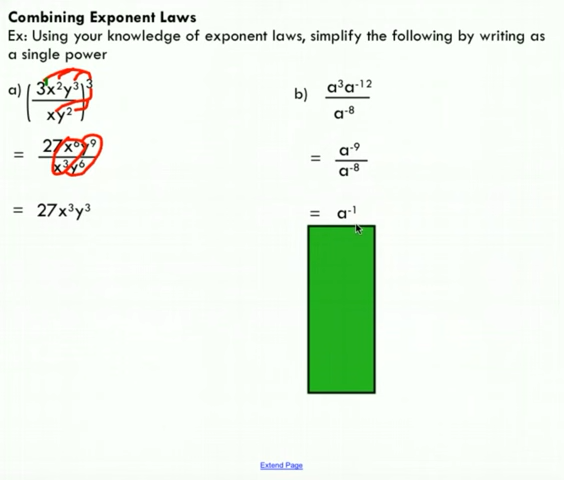 Combining Exponent Laws
Ex: Using your knowledge of exponent laws, simplify the following by writing as
a single power
a) (3x²y³/xy²)³
= 27x⁶y⁹/x³y⁶
= 27x³y³
b) a³a⁻¹²/a⁻⁸
= a⁻⁹/a⁻⁸
= a⁻¹
Extend Page